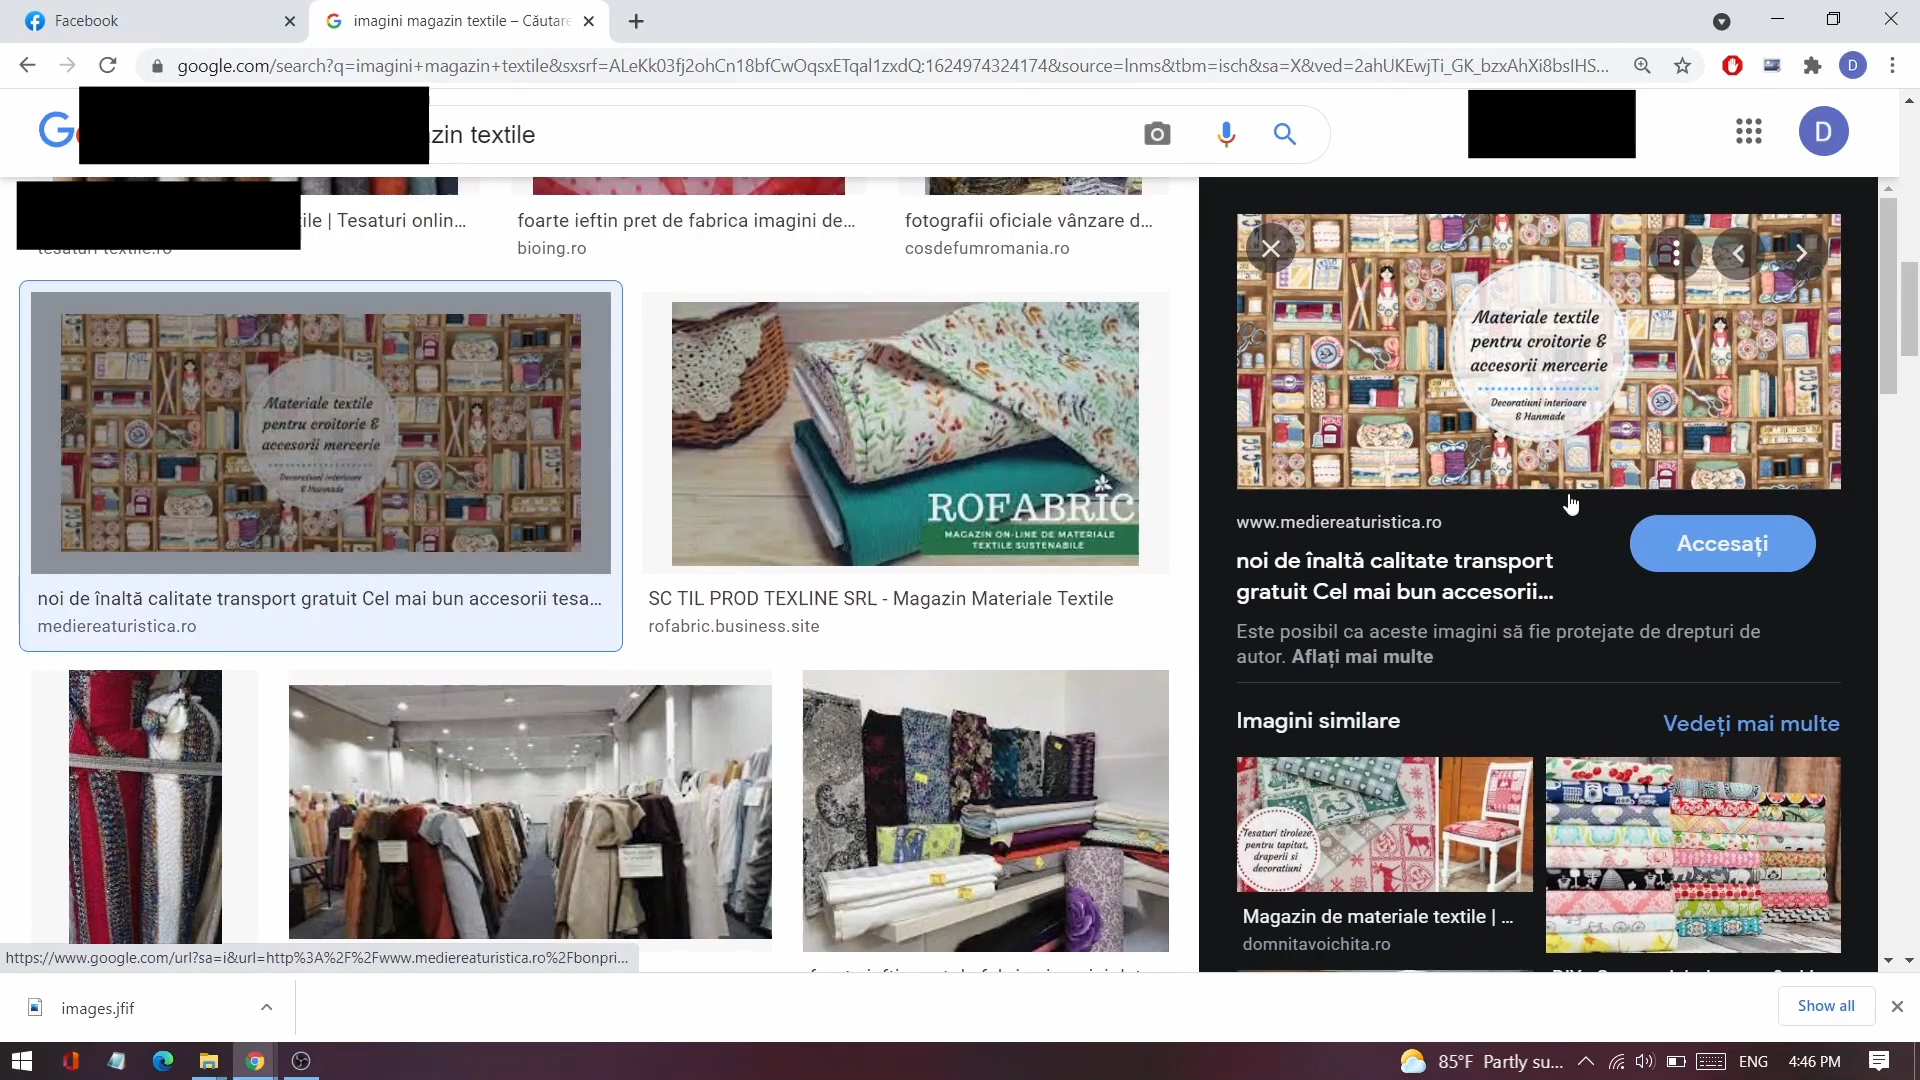 Facebook
imagini magazin textile – Căutare
google.com/search?q=imagini+magazin+textile&sxsrf=ALeKk03fj2ohCn18bfCwOqsxETqaI1zxdQ:1624974324174&source=lnms&tbm=isch&sa=X&ved=2ahUKEwjTi_GK_bzxAhXi8bsIHS...
D
G
zin textile
D
ile | Tesaturi onlin...
tesaturi-textile.ro
foarte ieftin pret de fabrica imagini de...
bioing.ro
fotografii oficiale vânzare d...
cosdefumromania.ro
Materiale textile
pentru croitorie &
accesorii mercerie
Decoratiuni interioare
& Hanmade
noi de înaltă calitate transport gratuit Cel mai bun accesorii tesa...
mediereaturistica.ro
ROFABRIC
MAGAZIN ON-LINE DE MATERIALE
TEXTILE SUSTENABILE
SC TIL PROD TEXLINE SRL - Magazin Materiale Textile
rofabric.business.site
Materiale textile
pentru croitorie &
accesorii mercerie
Decoratiuni interioare
& Hanmade
www.mediereaturistica.ro
noi de înaltă calitate transport
gratuit Cel mai bun accesorii...
Accesați
Este posibil ca aceste imagini să fie protejate de drepturi de
autor. Aflați mai multe
Imagini similare
Vedeți mai multe
Tesaturi tiroleze
pentru tapitat,
draperii si
decoratiuni
Magazin de materiale textile | ...
domnitavoichita.ro
https://www.google.com/url?sa=i&url=http%3A%2F%2Fwww.mediereaturistica.ro%2Fbonpri...
images.jfif
Show all
85°F Partly su...
ENG
4:46 PM